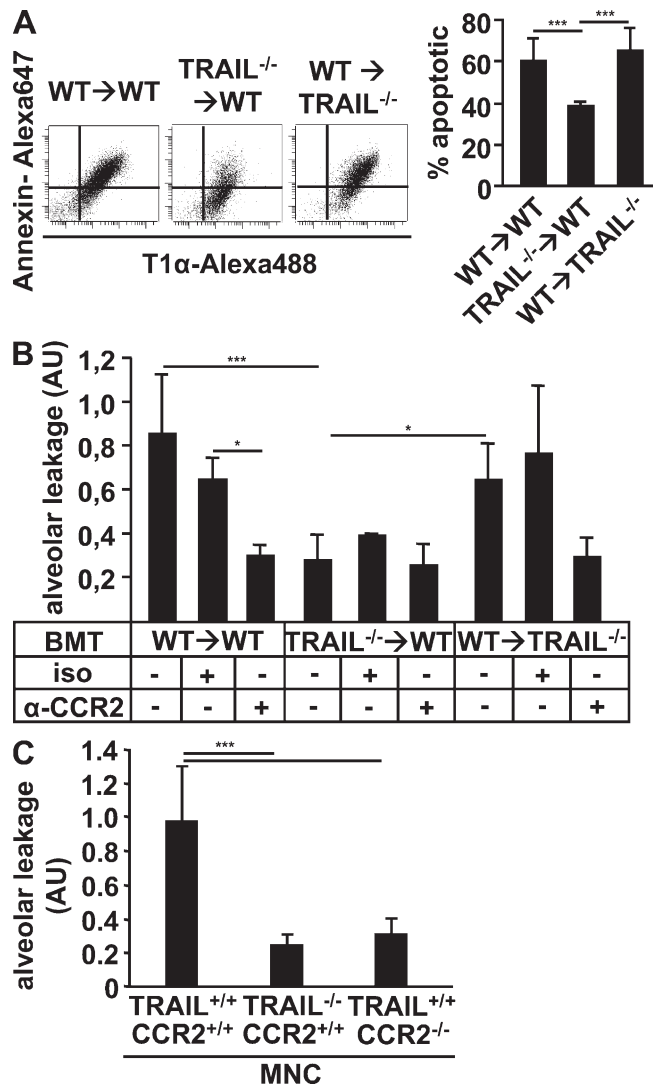 A
Annexin- Alexa647
WT→WT
TRAIL-/-
→WT
WT →
TRAIL-/-
T1α-Alexa488
% apoptotic
80
60
40
20
0
***
***
WT→WT
TRAIL-/-→WT
WT→TRAIL-/-
B
alveolar leakage (AU)
1,2
1,0
0,8
0,6
0,4
0,2
***
*
*
BMT WT→WT TRAIL-/-→WT WT→TRAIL-/-
iso - + - - + - - + -
α-CCR2 - - + - - + - - +
C
alveolar leakage
(AU)
1.4
1.2
1.0
0.8
0.6
0.4
0.2
0
***
TRAIL+/+ TRAIL-/- TRAIL+/+
CCR2+/+ CCR2+/+ CCR2-/-
MNC